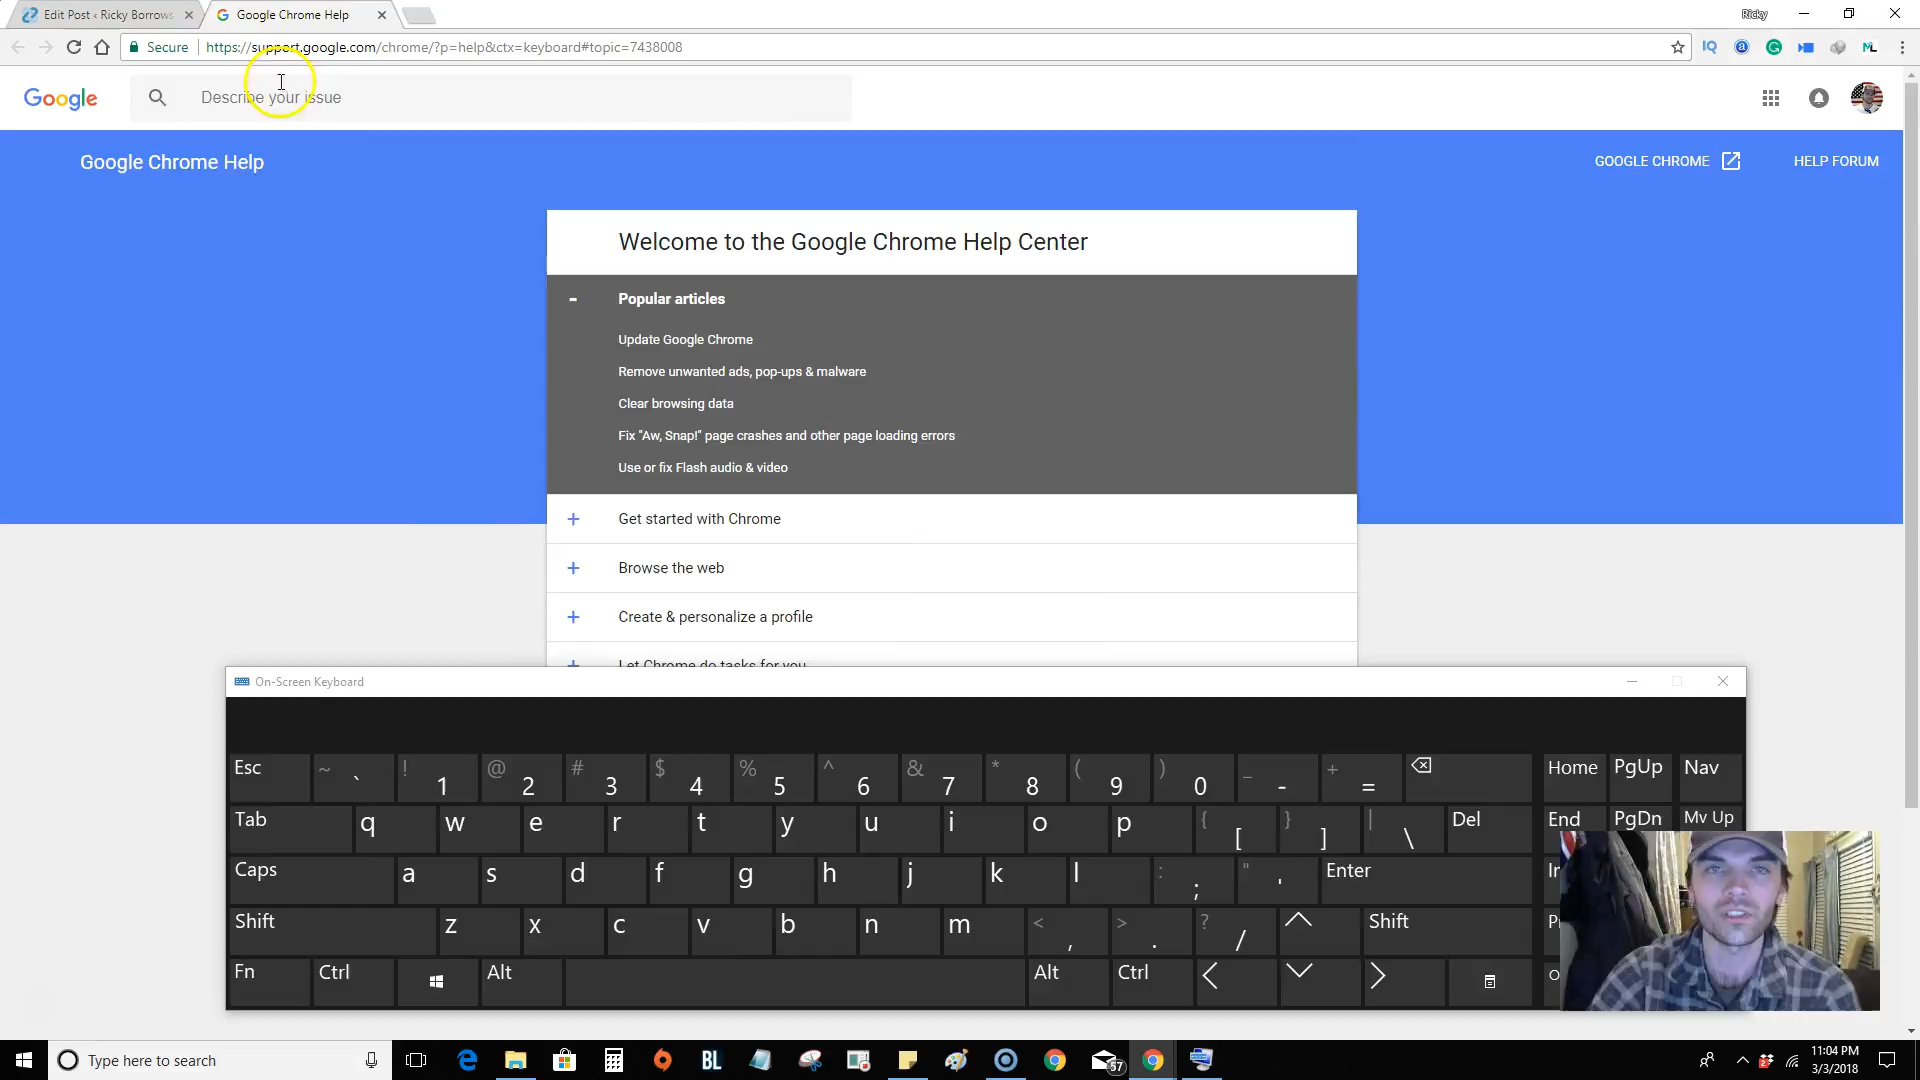 Edit Post ‹ Ricky Borrows
Google Chrome Help
Ricky
Secure
https://support.google.com/chrome/?p=help&ctx=keyboard#topic=7438008
IQ
a
G
ML
Google
Describe your issue
Google Chrome Help
GOOGLE CHROME
HELP FORUM
Welcome to the Google Chrome Help Center
- Popular articles
Update Google Chrome
Remove unwanted ads, pop-ups & malware
Clear browsing data
Fix "Aw, Snap!" page crashes and other page loading errors
Use or fix Flash audio & video
+ Get started with Chrome
+ Browse the web
+ Create & personalize a profile
+ Let Chrome do tasks for you
On-Screen Keyboard
Esc ~ ` ! 1 @ 2 # 3 $ 4 % 5 ^ 6 & 7 * 8 ( 9 ) 0 _ - + = Home PgUp Nav
Tab q w e r t y u i o p { [ } ] | \ Del End PgDn Mv Up
Caps a s d f g h j k l : ; " ' Enter
Shift z x c v b n m < , > . ? / Shift
Fn Ctrl Alt Alt Ctrl
Type here to search
BL
57
11:04 PM
3/3/2018